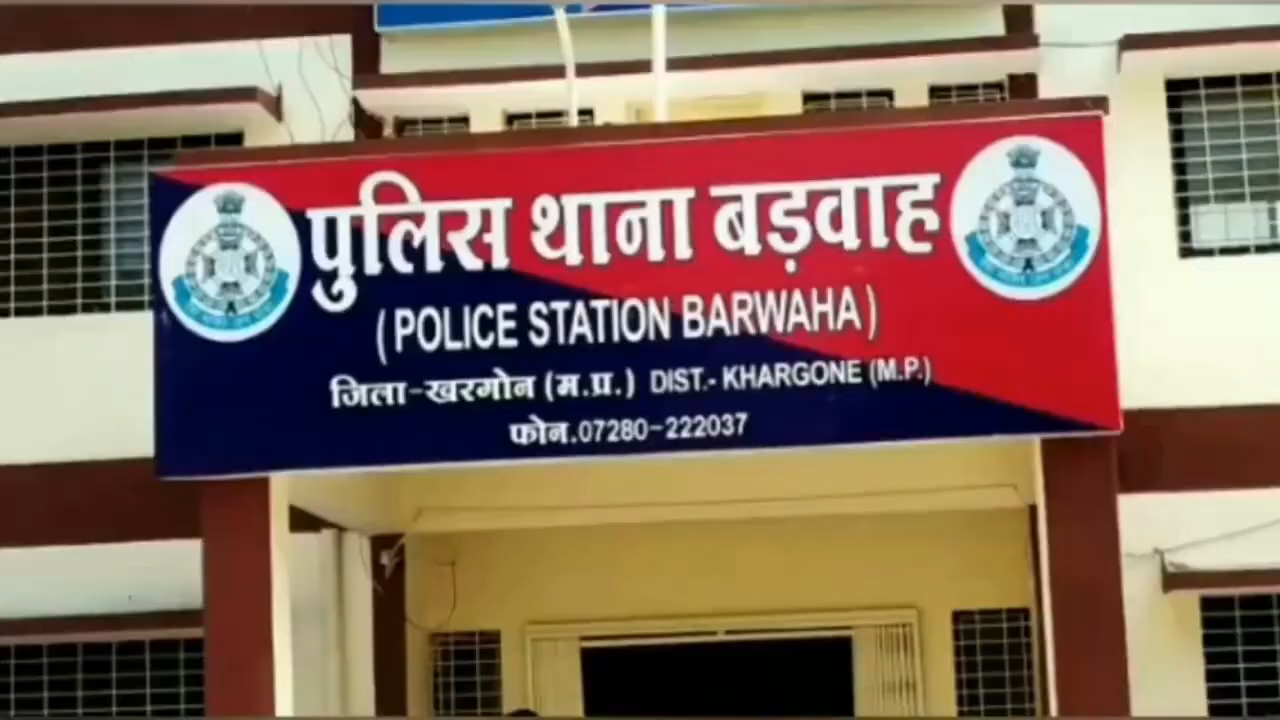 पुलिस थाना बड़वाह
(POLICE STATION BARWAHA)
जिला-खरगोन (म.प्र.) DIST.- KHARGONE (M.P.)
फोन.07280-222037